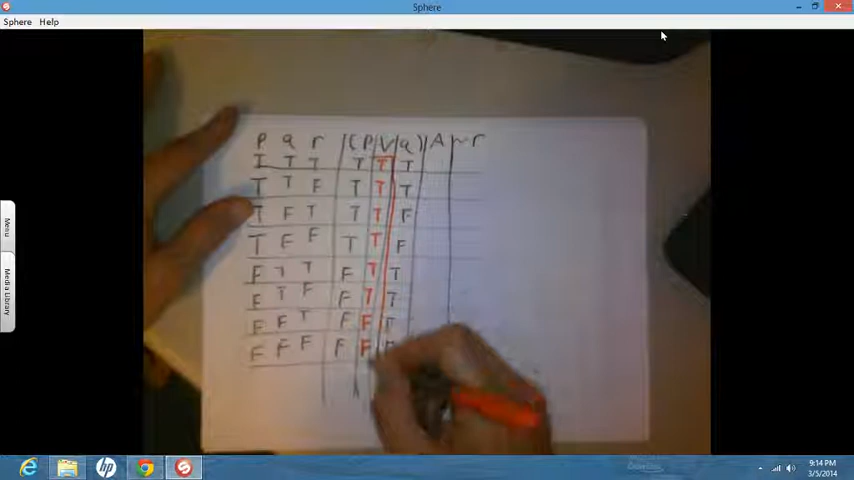 Sphere
Sphere Help
Menu
Media Library
p q r (p V q) Λ ~r
T T T T T T
T T F T T T
T F T T T F
T F F T T F
F T T F T T
F T F F T T
F F T F F
F F F F F
9:14 PM
3/5/2014